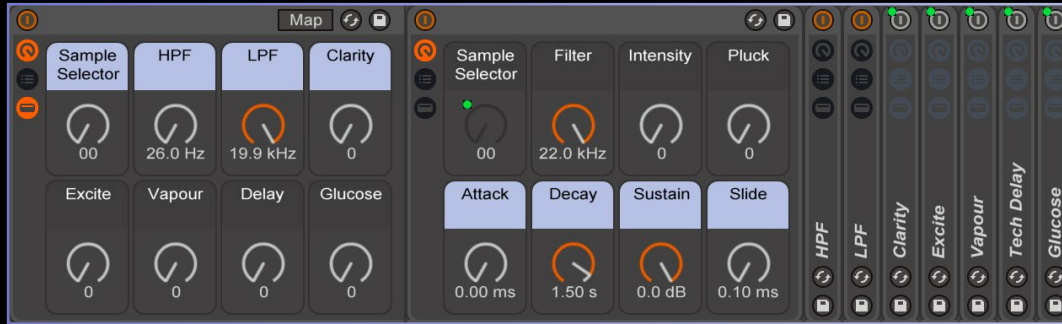 Map
Sample
Selector
HPF
LPF
Clarity
00
26.0 Hz
19.9 kHz
0
Excite
Vapour
Delay
Glucose
0
0
0
0
Sample
Selector
Filter
Intensity
Pluck
00
22.0 kHz
0
0
Attack
Decay
Sustain
Slide
0.00 ms
1.50 s
0.0 dB
0.10 ms
HPF
LPF
Clarity
Excite
Vapour
Tech Delay
Glucose